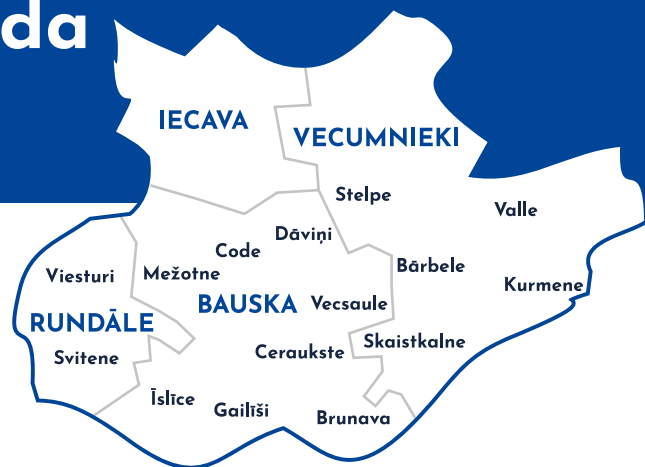 da
IECAVA
VECUMNIEKI
Stelpe
Valle
Dāviņi
Code
Bārbele
Mežotne
Viesturi
Kurmene
BAUSKA
Vecsaule
RUNDĀLE
Skaistkalne
Ceraukste
Svitene
Īslīce
Gailīši
Brunava